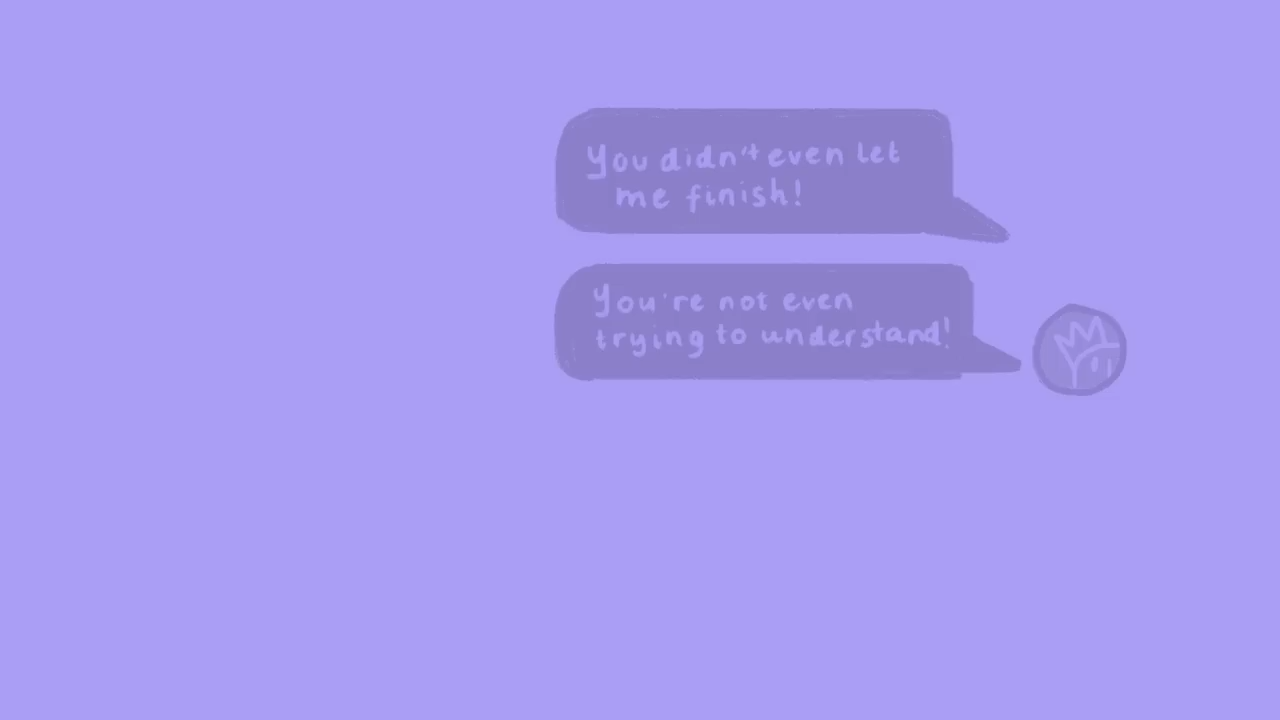 You didn't even let
me finish!
You're not even
trying to understand!